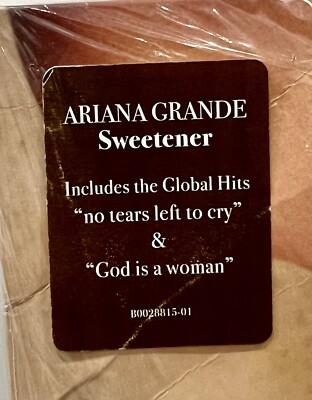 ARIANA GRANDE
Sweetener
Includes the Global Hits
“no tears left to cry”
&
“God is a woman”
B0028815-01